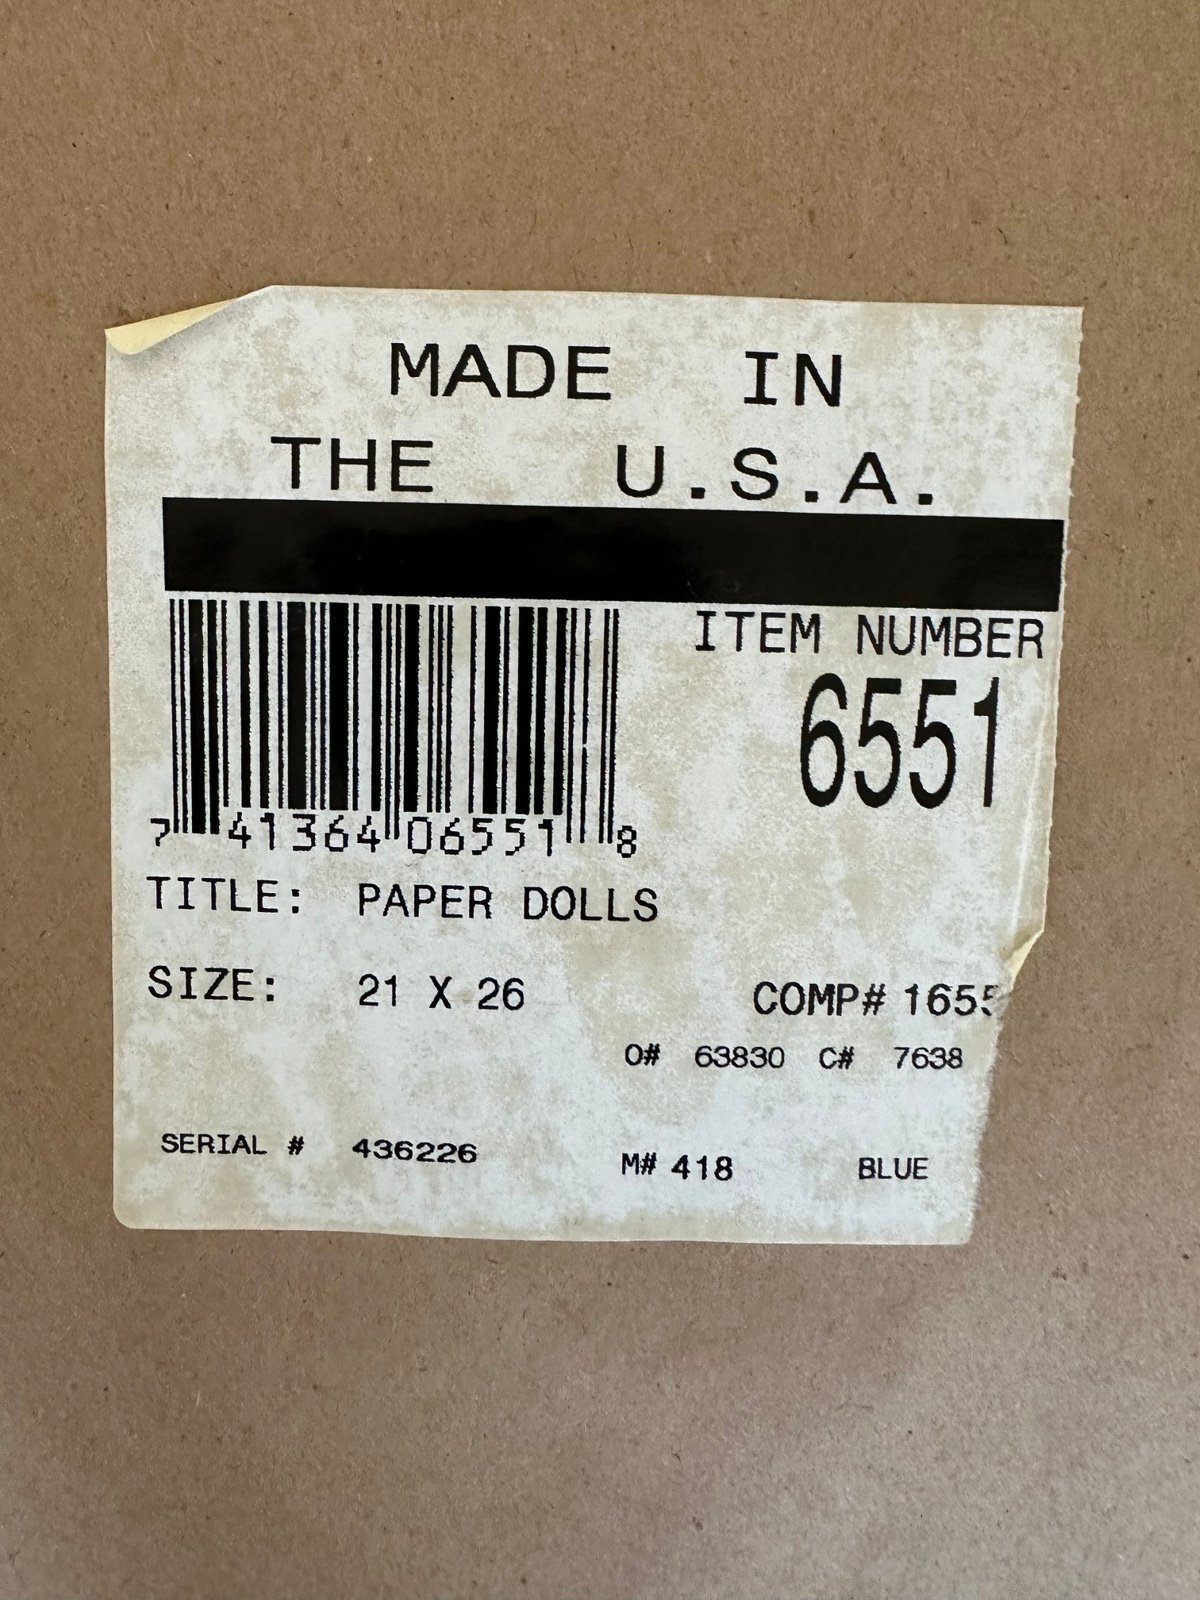 MADE IN
THE U.S.A.
ITEM NUMBER
6551
7 41364 06551 8
TITLE: PAPER DOLLS
SIZE: 21 X 26
COMP# 1655
O# 63830 C# 7638
SERIAL # 436226
M# 418 BLUE